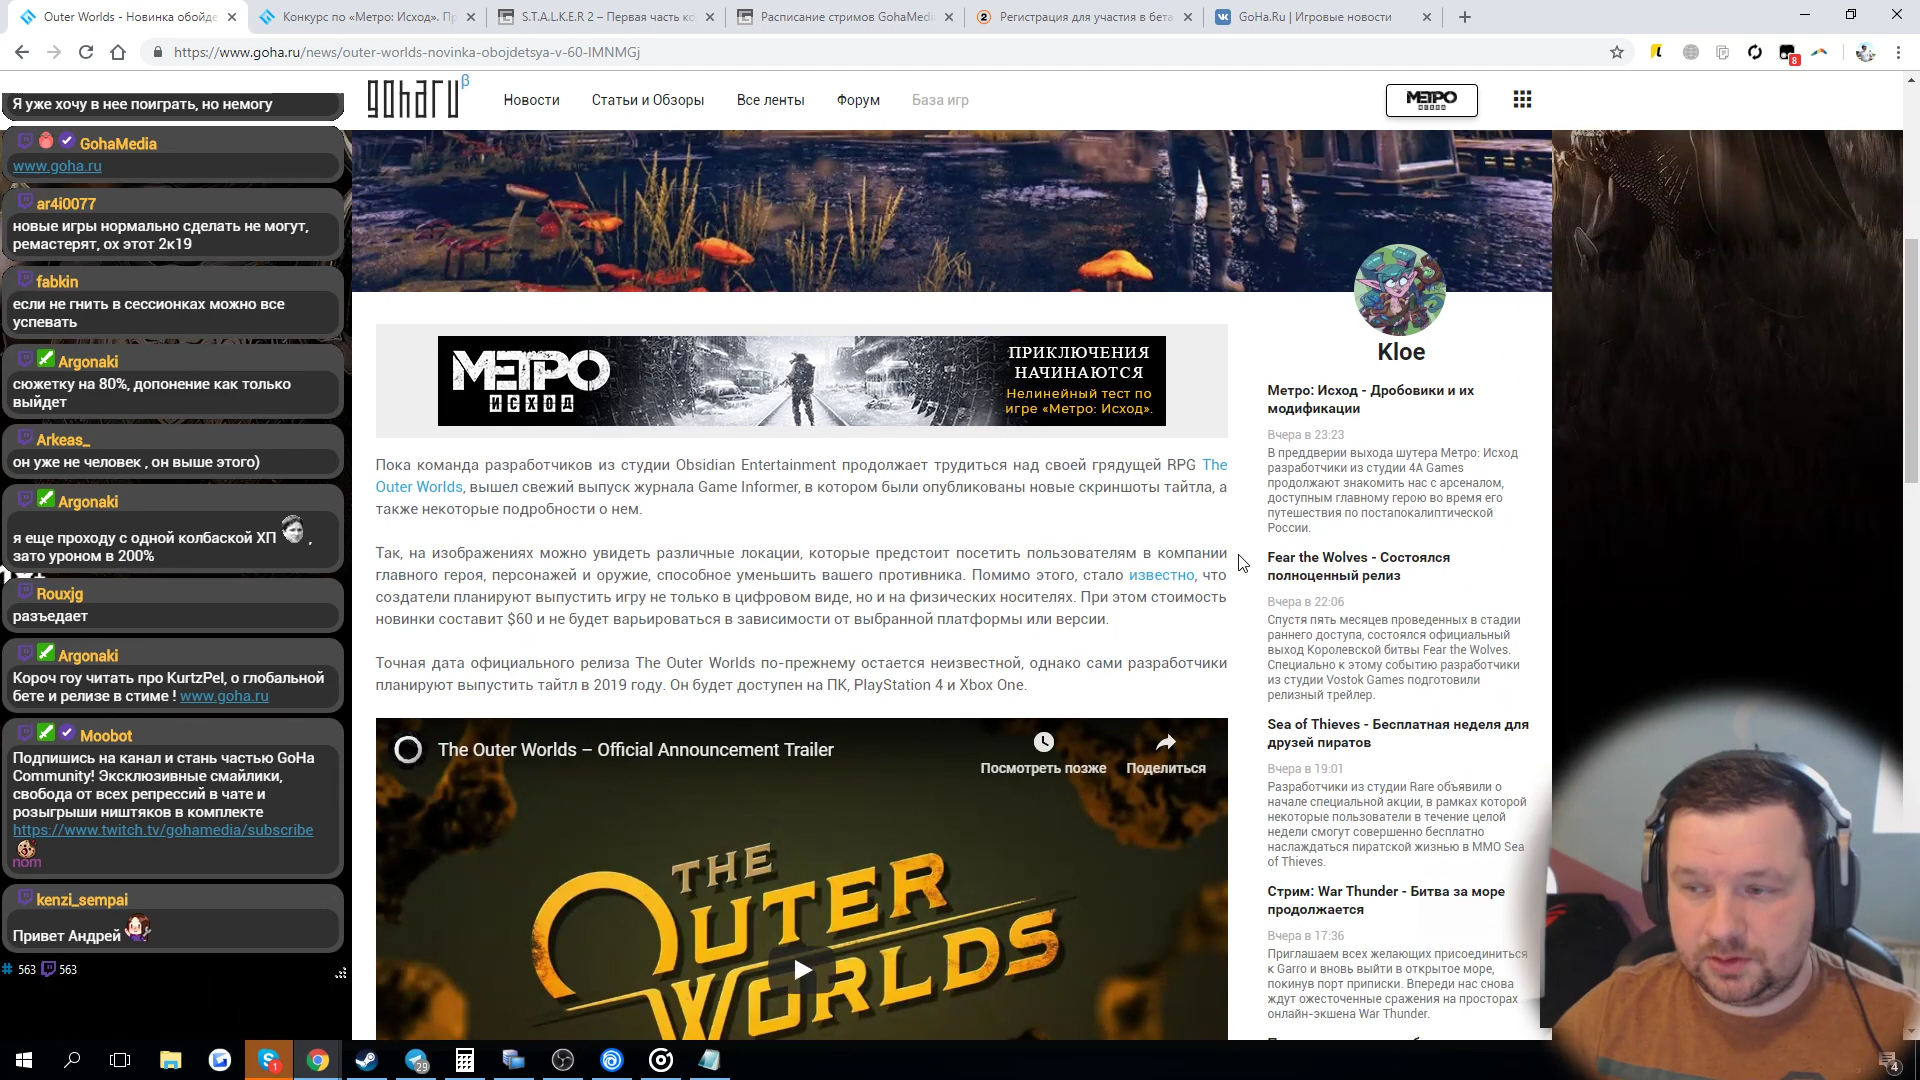 Outer Worlds - Новинка обойде
Конкурс по «Метро: Исход». Пр
S.T.A.L.K.E.R 2 – Первая часть ко
Расписание стримов GohaMedi
Регистрация для участия в бета
GoHa.Ru | Игровые новости
https://www.goha.ru/news/outer-worlds-novinka-obojdetsya-v-60-IMNMGj
8
goharu β
Новости
Статьи и Обзоры
Все ленты
Форум
База игр
МЕТРО
ИСХОД
Я уже хочу в нее поиграть, но немогу
GohaMedia
www.goha.ru
ar4i0077
новые игры нормально сделать не могут,
ремастерят, ох этот 2к19
fabkin
если не гнить в сессионках можно все
успевать
Argonaki
сюжетку на 80%, допонение как только
выйдет
Arkeas_
он уже не человек , он выше этого)
Argonaki
я еще проходу с одной колбаской ХП ,
зато уроном в 200%
Rouxjg
разъедает
Argonaki
Короч гоу читать про KurtzPel, о глобальной
бете и релизе в стиме ! www.goha.ru
Moobot
Подпишись на канал и стань частью GoHa
Community! Эксклюзивные смайлики,
свобода от всех репрессий в чате и
розыгрыши ништяков в комплекте
https://www.twitch.tv/gohamedia/subscribe
nom
kenzi_sempai
Привет Андрей
# 563 563
МЕТРО
ИСХОД
ПРИКЛЮЧЕНИЯ
НАЧИНАЮТСЯ
Нелинейный тест по
игре «Метро: Исход».
Пока команда разработчиков из студии Obsidian Entertainment продолжает трудиться над своей грядущей RPG The
Outer Worlds, вышел свежий выпуск журнала Game Informer, в котором были опубликованы новые скриншоты тайтла, а
также некоторые подробности о нем.
Так, на изображениях можно увидеть различные локации, которые предстоит посетить пользователям в компании
главного героя, персонажей и оружие, способное уменьшить вашего противника. Помимо этого, стало известно, что
создатели планируют выпустить игру не только в цифровом виде, но и на физических носителях. При этом стоимость
новинки составит $60 и не будет варьироваться в зависимости от выбранной платформы или версии.
Точная дата официального релиза The Outer Worlds по-прежнему остается неизвестной, однако сами разработчики
планируют выпустить тайтл в 2019 году. Он будет доступен на ПК, PlayStation 4 и Xbox One.
The Outer Worlds – Official Announcement Trailer
Посмотреть позже
Поделиться
THE
OUTER
WORLDS
Kloe
Метро: Исход - Дробовики и их
модификации
Вчера в 23:23
В преддверии выхода шутера Метро: Исход
разработчики из студии 4A Games
продолжают знакомить нас с арсеналом,
доступным главному герою во время его
путешествия по постапокалиптической
России.
Fear the Wolves - Состоялся
полноценный релиз
Вчера в 22:06
Спустя пять месяцев проведенных в стадии
раннего доступа, состоялся официальный
выход Королевской битвы Fear the Wolves.
Специально к этому событию разработчики
из студии Vostok Games подготовили
релизный трейлер.
Sea of Thieves - Бесплатная неделя для
друзей пиратов
Вчера в 19:01
Разработчики из студии Rare объявили о
начале специальной акции, в рамках которой
некоторые пользователи в течение целой
недели смогут совершенно бесплатно
наслаждаться пиратской жизнью в ММО Sea
of Thieves.
Стрим: War Thunder - Битва за море
продолжается
Вчера в 17:36
Приглашаем всех желающих присоединиться
к Garro и вновь выйти в открытое море,
покинув порт приписки. Впереди нас снова
ждут ожесточенные сражения на просторах
онлайн-экшена War Thunder.
1
29
4